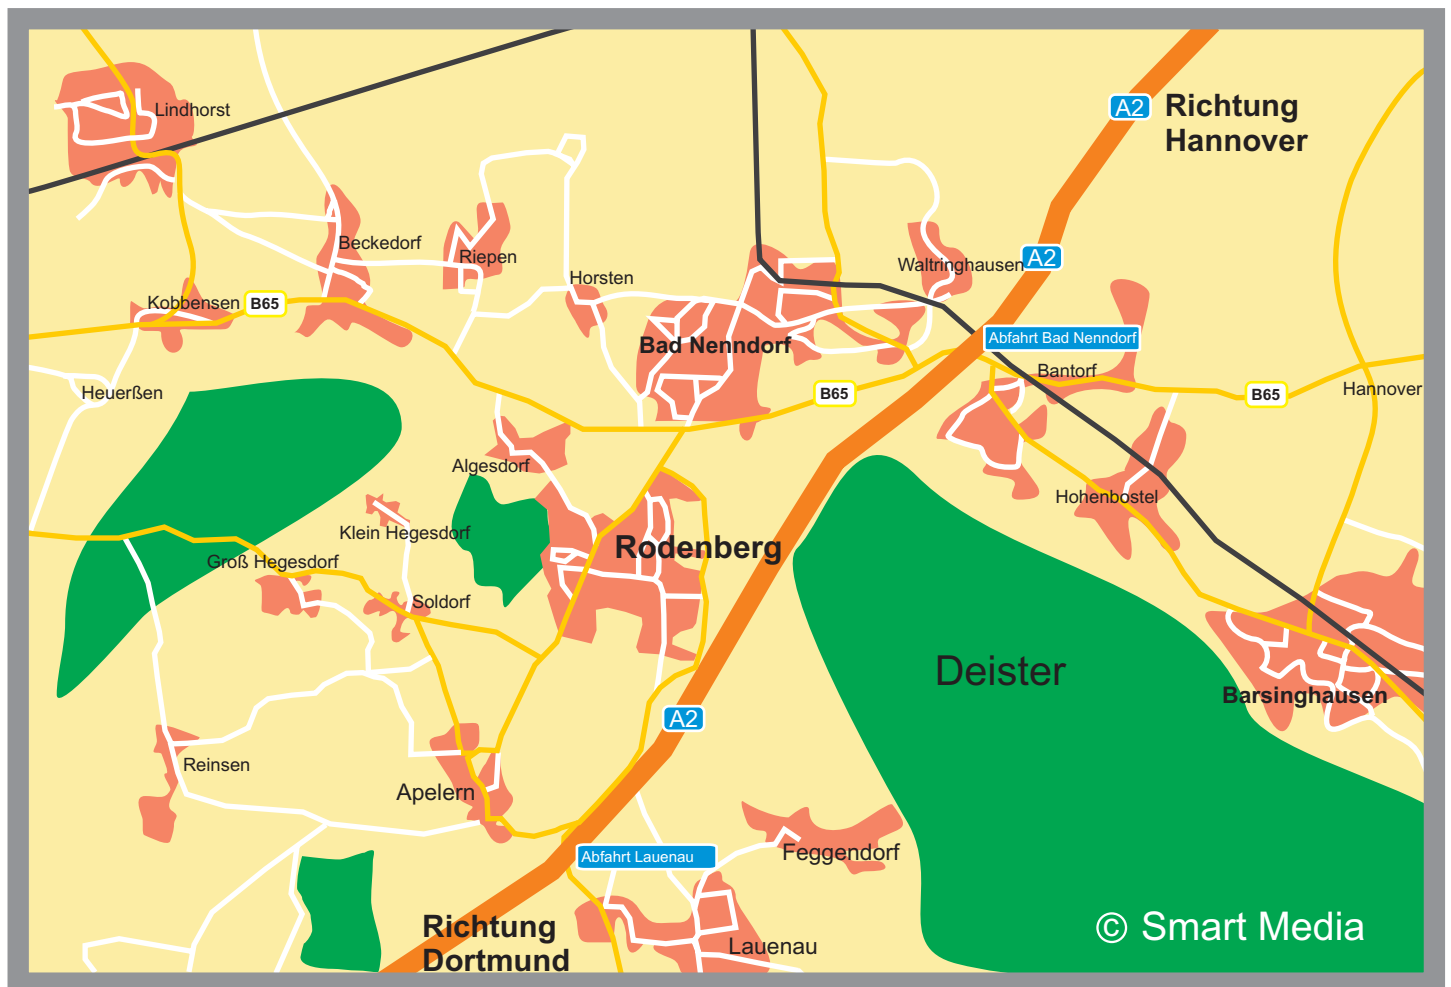 A2
Richtung
Hannover
Lindhorst
Beckedorf
Riepen
A2
Waltringhausen
Horsten
Kobbensen
B65
Abfahrt Bad Nenndorf
Bad Nenndorf
Bantorf
Heuerßen
B65
B65
Hannover
Algesdorf
Hohenbostel
Klein Hegesdorf
Rodenberg
Groß Hegesdorf
Soldorf
Deister
Barsinghausen
A2
Reinsen
Apelern
Feggendorf
Abfahrt Lauenau
Richtung
Dortmund
Lauenau
© Smart Media